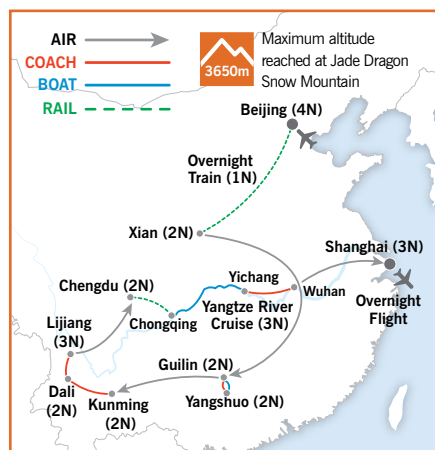 AIR
COACH
BOAT
RAIL
3650m
Maximum altitude
reached at Jade Dragon
Snow Mountain
Beijing (4N)
Overnight
Train (1N)
Xian (2N)
Shanghai (3N)
Chengdu (2N)
Yichang
Wuhan
Yangtze River
Cruise (3N)
Overnight
Flight
Chongqing
Lijiang
(3N)
Guilin (2N)
Dali
(2N)
Kunming
(2N)
Yangshuo (2N)